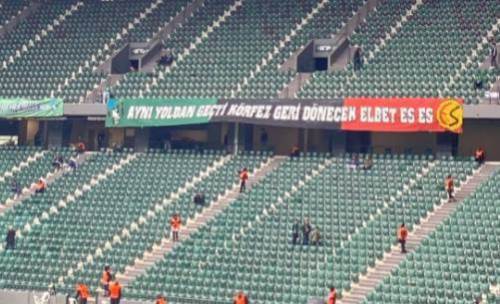 AYNI YOLDAN GEÇTİ KÖRFEZ GERİ DÖNECEK ELBET ES ES